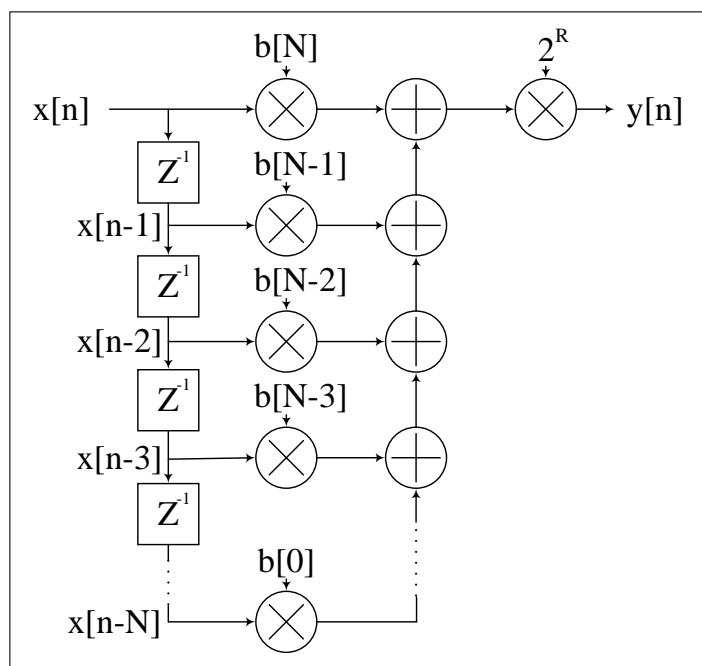 b[N]
2^R
x[n]
y[n]
Z^-1
b[N-1]
x[n-1]
Z^-1
b[N-2]
x[n-2]
Z^-1
b[N-3]
x[n-3]
Z^-1
b[0]
x[n-N]